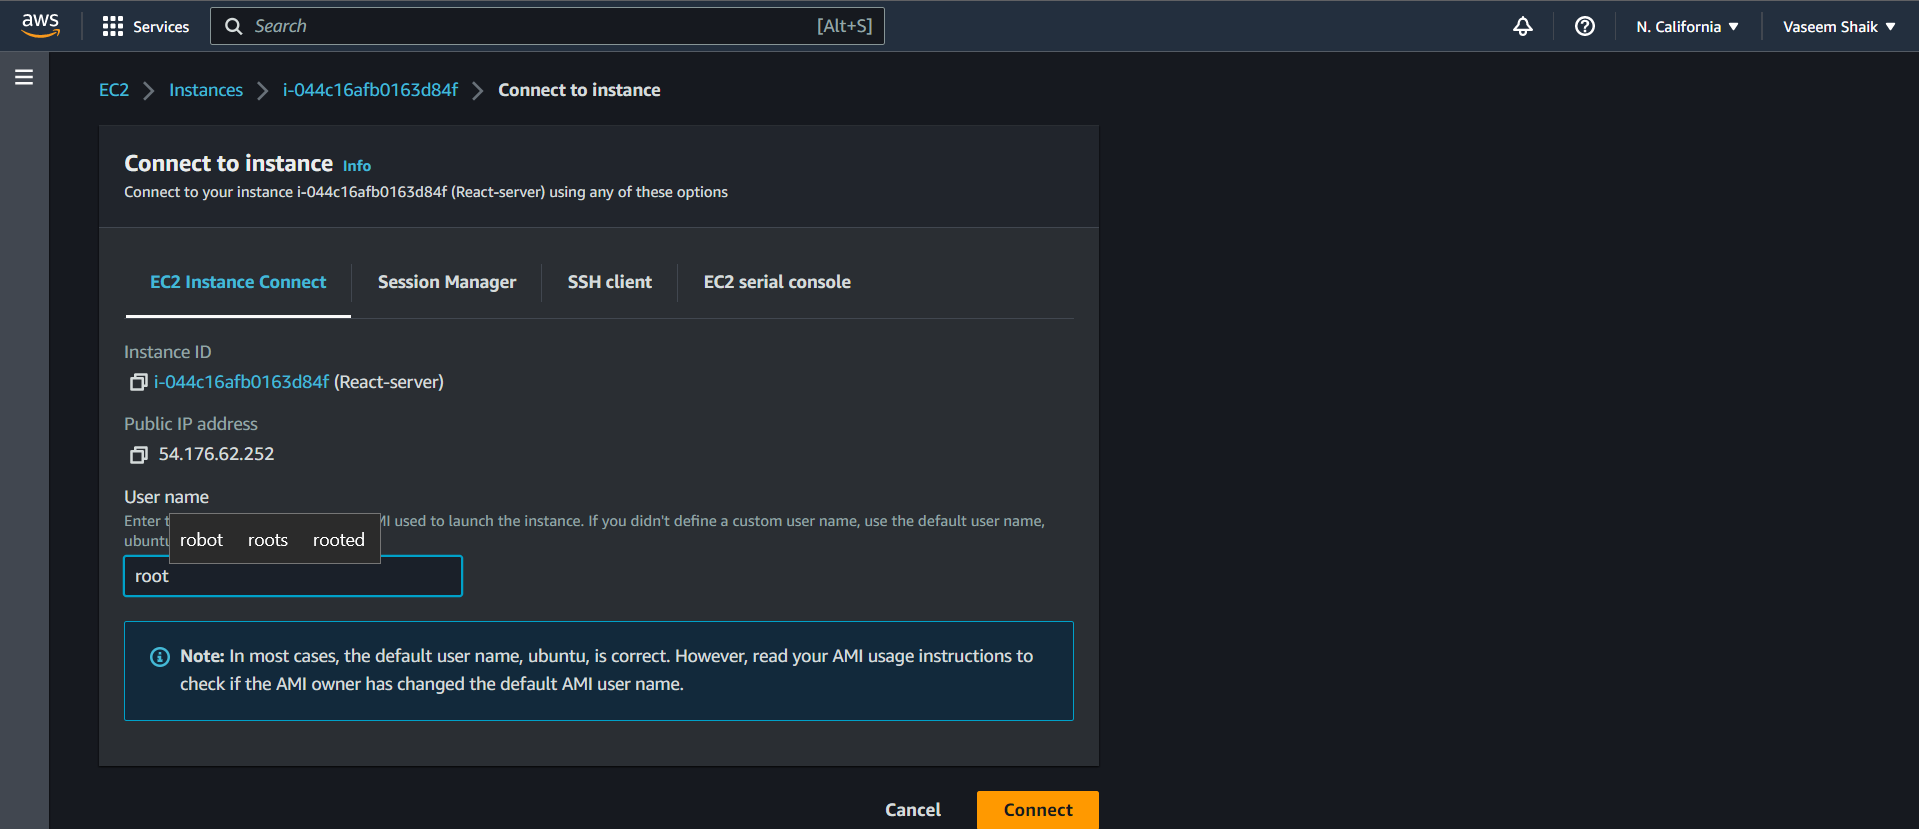 aws
Services
Search
[Alt+S]
N. California
Vaseem Shaik
EC2
Instances
i-044c16afb0163d84f
Connect to instance
Connect to instance Info
Connect to your instance i-044c16afb0163d84f (React-server) using any of these options
EC2 Instance Connect
Session Manager
SSH client
EC2 serial console
Instance ID
i-044c16afb0163d84f (React-server)
Public IP address
54.176.62.252
User name
Enter used to launch the instance. If you didn't define a custom user name, use the default user name,
robot roots rooted
root
Note: In most cases, the default user name, ubuntu, is correct. However, read your AMI usage instructions to
check if the AMI owner has changed the default AMI user name.
Cancel
Connect